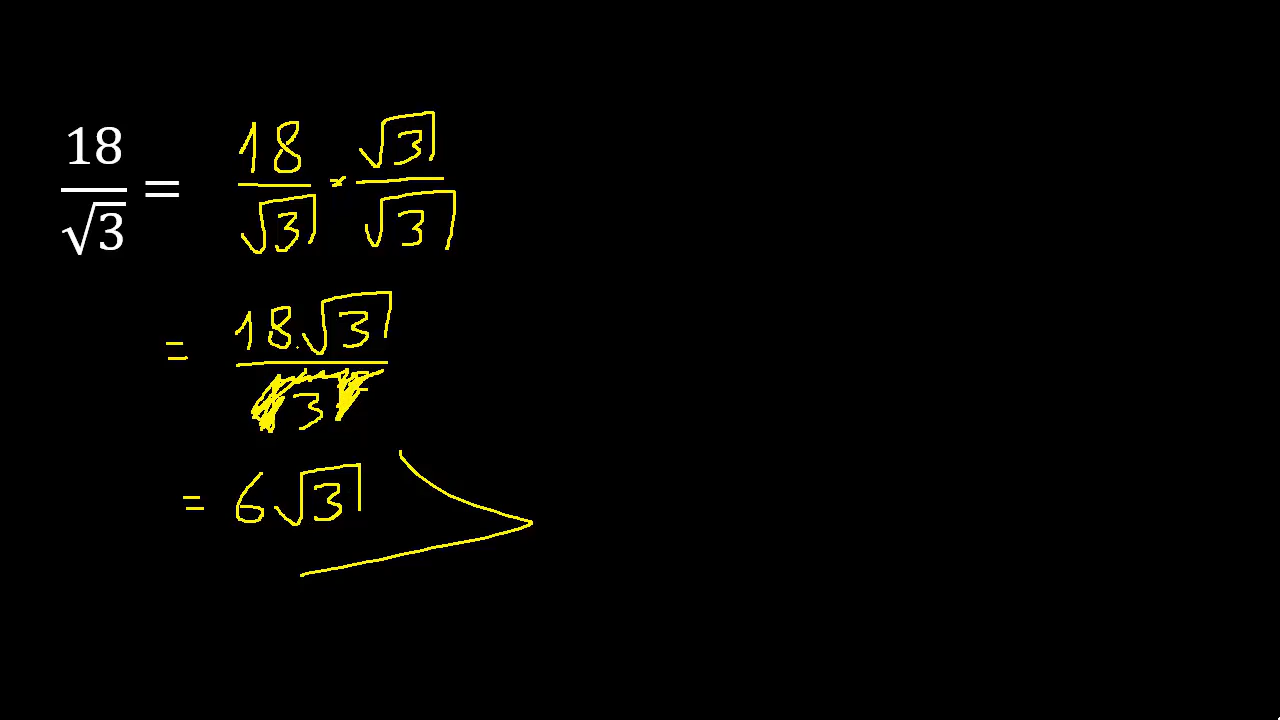 18/√3 = 18/√3 · √3/√3
= 18.√3/3
= 6√3